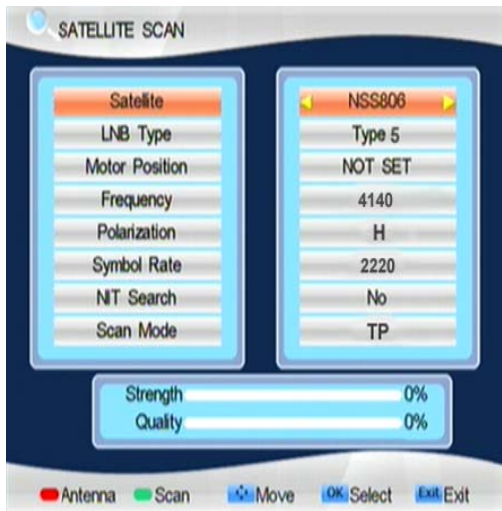 SATELLITE SCAN
Satellite NSS806
LNB Type Type 5
Motor Position NOT SET
Frequency 4140
Polarization H
Symbol Rate 2220
NIT Search No
Scan Mode TP
Strength 0%
Quality 0%
Antenna Scan Move OK Select Exit Exit